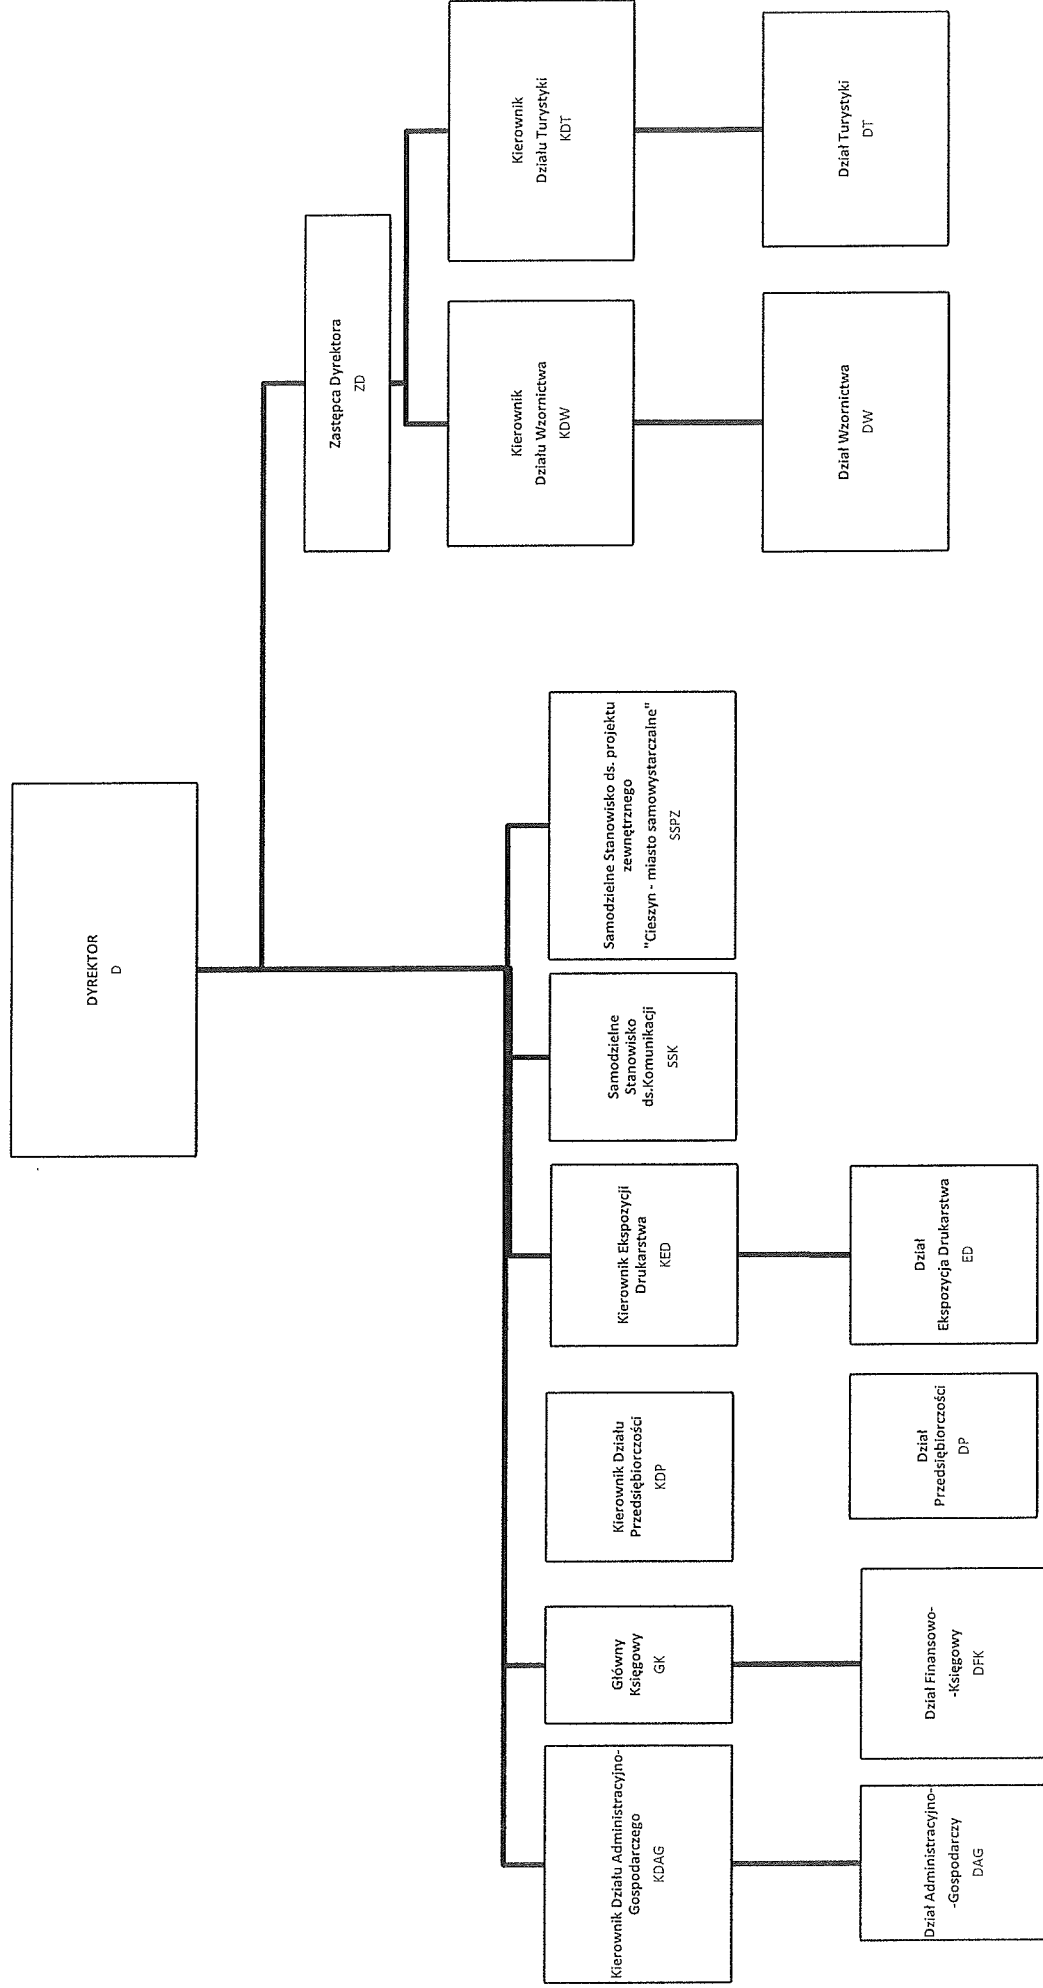 DYREKTOR
D
Zastępca Dyrektora
ZD
Kierownik
Działu Wzornictwa
KDW
Kierownik
Działu Turystyki
KDT
Dział Wzornictwa
DW
Dział Turystyki
DT
Kierownik Działu Administracyjno-
Gospodarczego
KDAG
Główny
Księgowy
GK
Kierownik Działu
Przedsiębiorczości
KDP
Kierownik Ekspozycji
Drukarstwa
KED
Samodzielne
Stanowisko
ds.Komunikacji
SSK
Samodzielne Stanowisko ds. projektu
zewnętrznego
"Cieszyn - miasto samowystarczalne"
SSPZ
Dział Administracyjno-
-Gospodarczy
DAG
Dział Finansowo-
-Księgowy
DFK
Dział
Przedsiębiorczości
DP
Dział
Ekspozycja Drukarstwa
ED